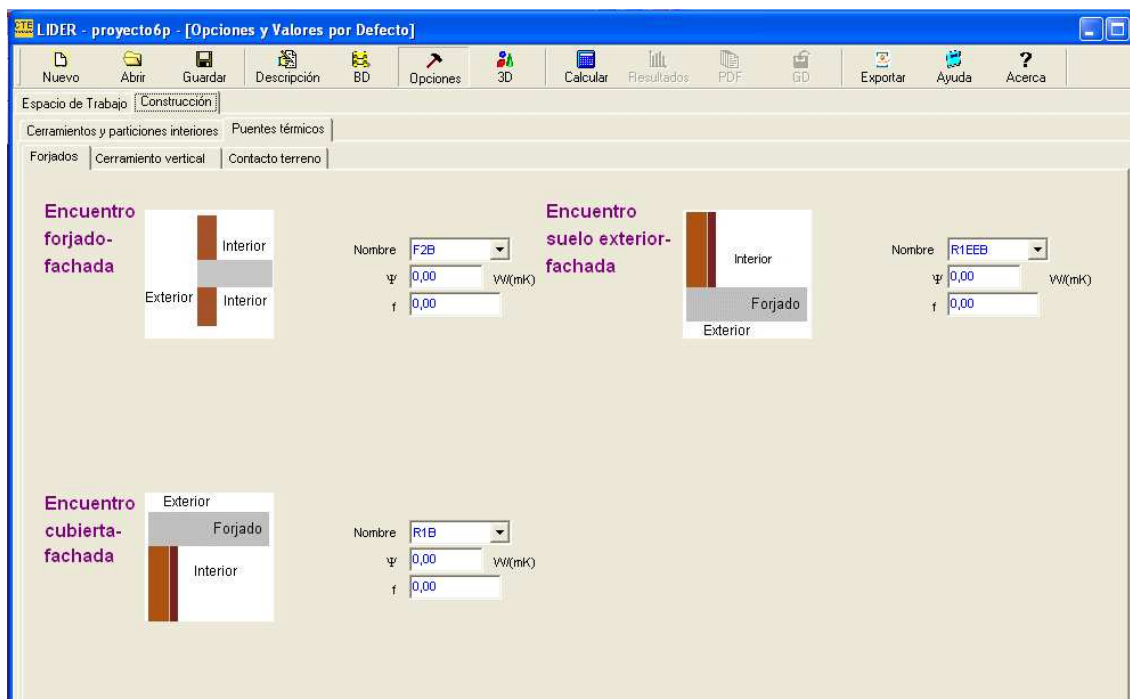 CTE LIDER - proyecto6p - [Opciones y Valores por Defecto]
Nuevo Abrir Guardar Descripción BD Opciones 3D Calcular Resultados PDF GD Exportar Ayuda Acerca
Espacio de Trabajo Construcción
Cerramientos y particiones interiores Puentes térmicos
Forjados Cerramiento vertical Contacto terreno
Encuentro
forjado-
fachada
Interior
Exterior
Interior
Nombre F2B
Ψ 0,00 W/(mK)
f 0,00
Encuentro
suelo exterior-
fachada
Interior
Forjado
Exterior
Nombre R1EEB
Ψ 0,00 W/(mK)
f 0,00
Encuentro
cubierta-
fachada
Exterior
Forjado
Interior
Nombre R1B
Ψ 0,00 W/(mK)
f 0,00